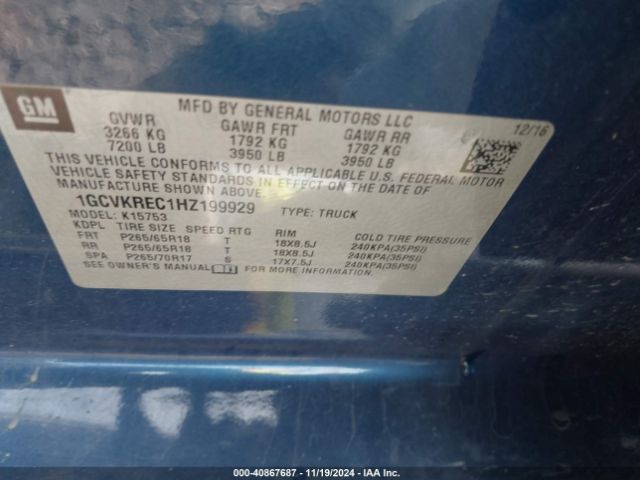 GM
MFD BY GENERAL MOTORS LLC
12/16
GVWR GAWR FRT GAWR RR
3266 KG 1792 KG 1792 KG
7200 LB 3950 LB 3950 LB
THIS VEHICLE CONFORMS TO ALL APPLICABLE U.S. FEDERAL MOTOR
VEHICLE SAFETY STANDARDS IN EFFECT ON THE DATE OF
MANUFACTURE SHOWN ABOVE.
1GCVKREC1HZ199929 TYPE: TRUCK
MODEL: K15753
KDPL TIRE SIZE SPEED RTG RIM COLD TIRE PRESSURE
FRT P265/65R18 T 18X8.5J 240KPA(35PSI)
RR P265/65R18 T 18X8.5J 240KPA(35PSI)
SPA P265/70R17 S 17X7.5J 240KPA(35PSI)
SEE OWNER'S MANUAL FOR MORE INFORMATION.
000-40867687 - 11/19/2024 - IAA Inc.